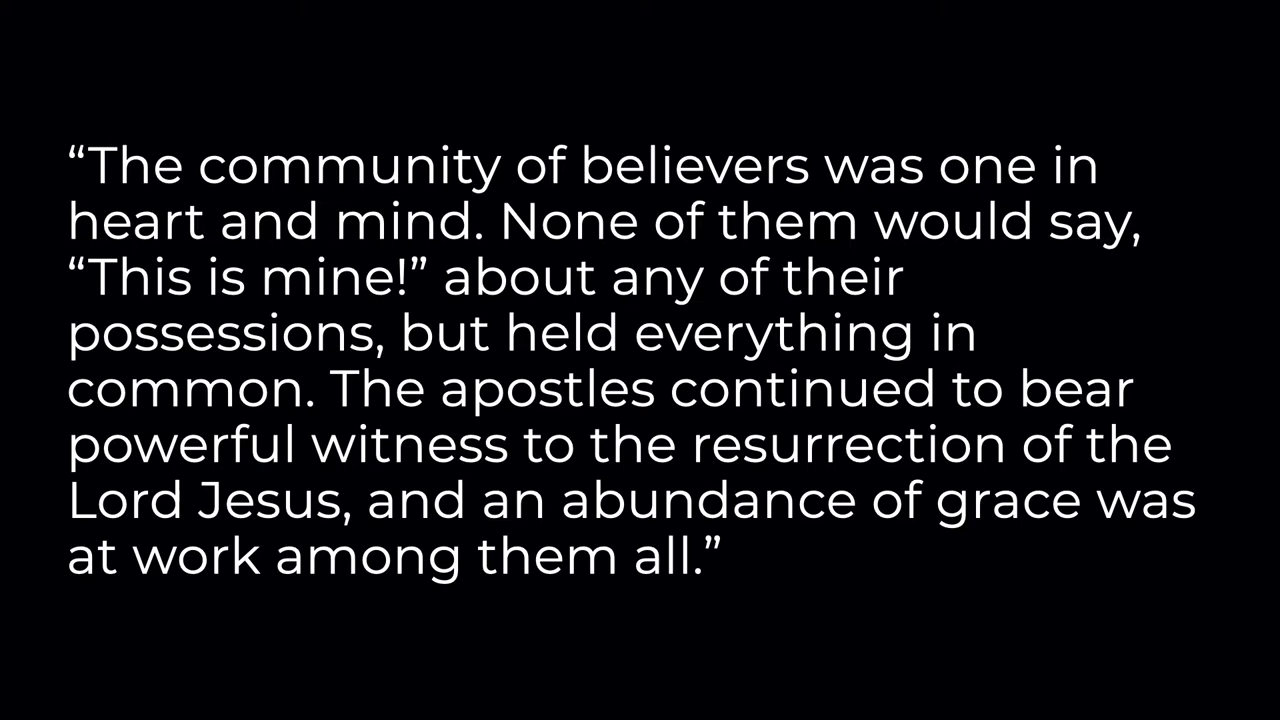 “The community of believers was one in
heart and mind. None of them would say,
“This is mine!” about any of their
possessions, but held everything in
common. The apostles continued to bear
powerful witness to the resurrection of the
Lord Jesus, and an abundance of grace was
at work among them all.”